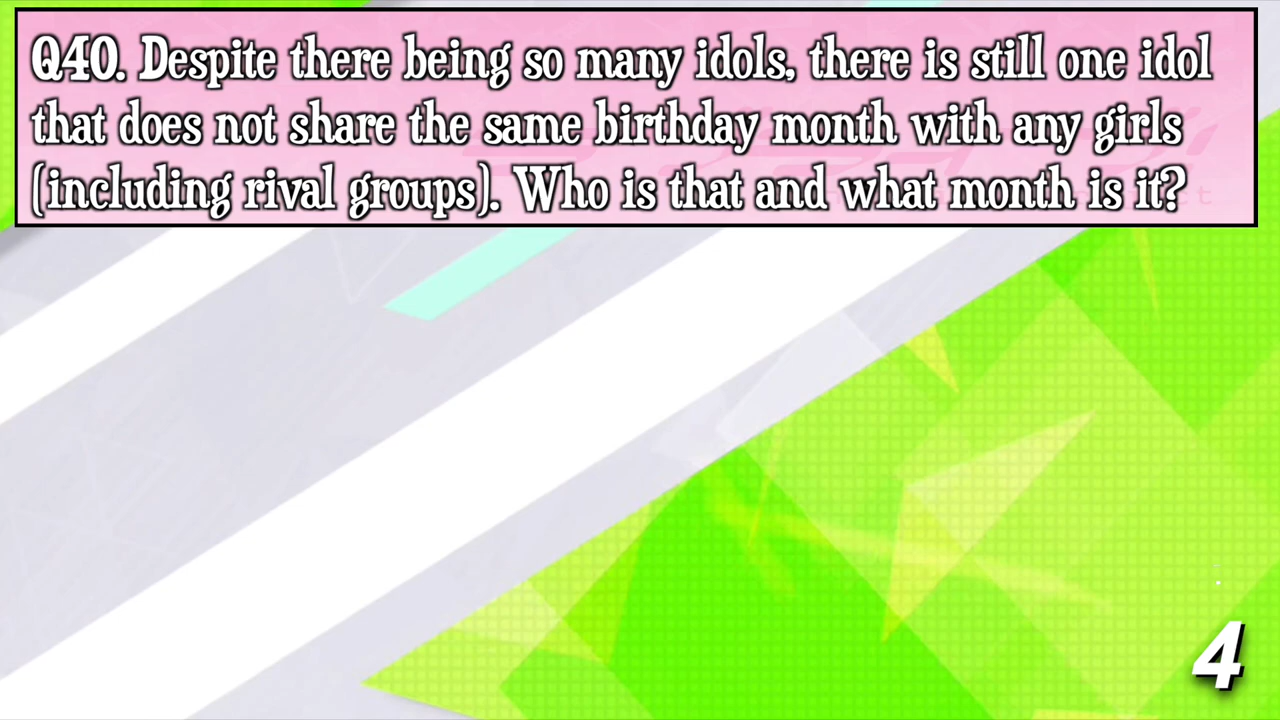 Q40. Despite there being so many idols, there is still one idol
that does not share the same birthday month with any girls
(including rival groups). Who is that and what month is it?
4